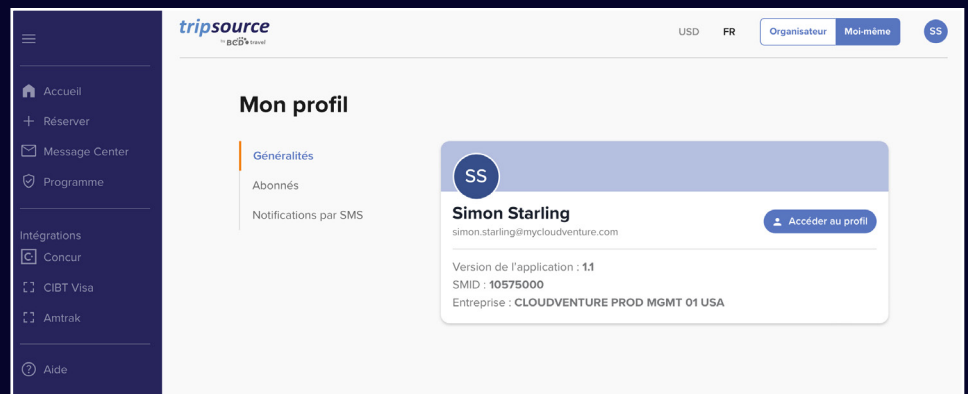 tripsource
by BCD travel
USD
FR
Organisateur
Moi-même
SS
Accueil
Réserver
Message Center
Programme
Intégrations
C.
Concur
CIBT Visa
Amtrak
? Aide
Mon profil
Généralités
Abonnés
Notifications par SMS
SS
Simon Starling
simon.starling@mycloudventure.com
Accéder au profil
Version de l'application : 1.1
SMID : 10575000
Entreprise : CLOUDVENTURE PROD MGMT 01 USA